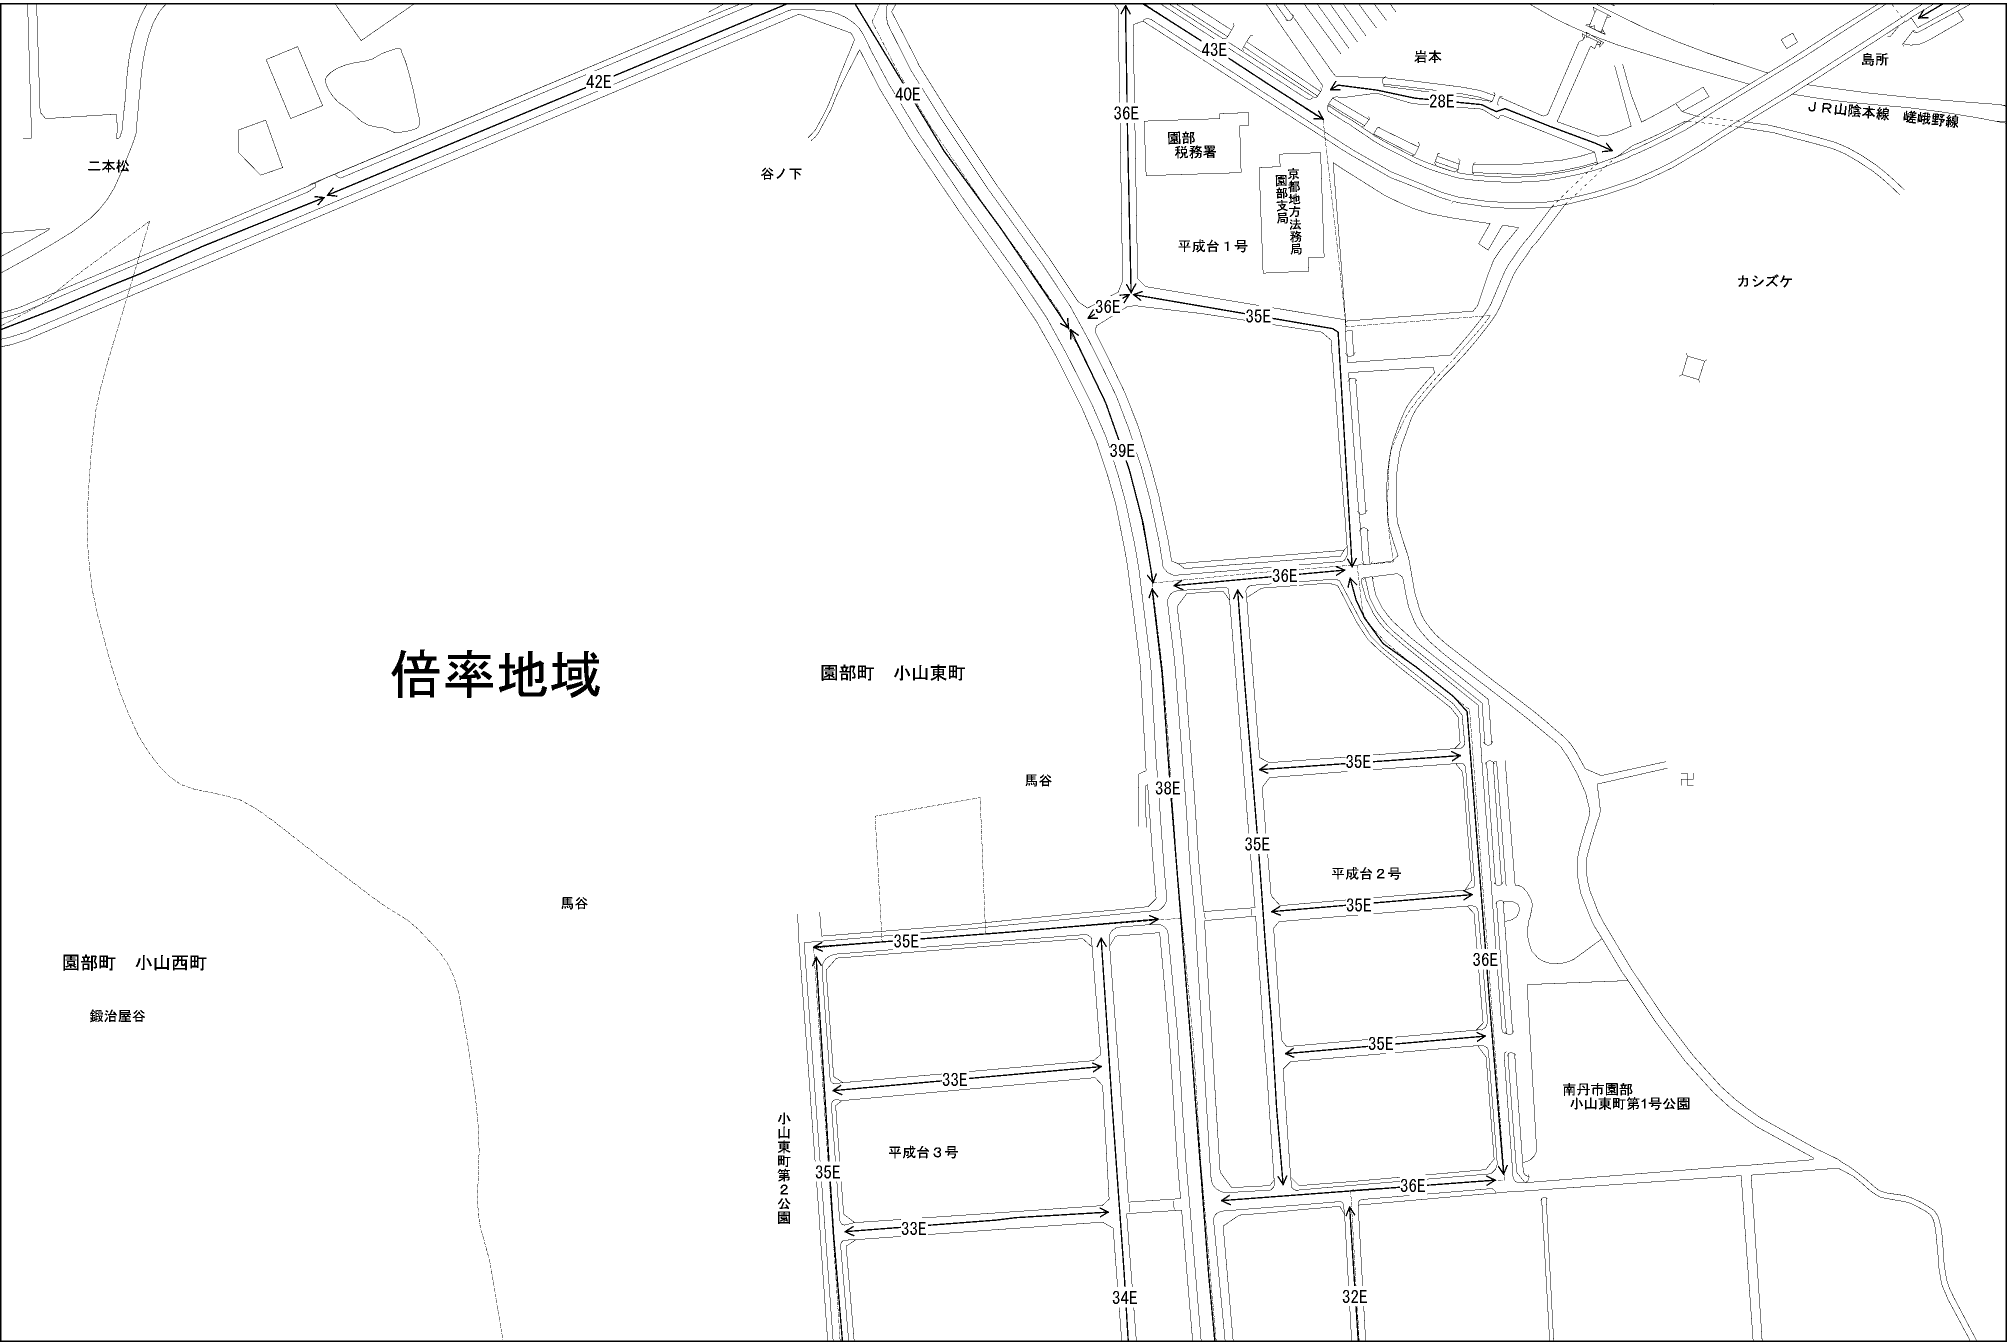 43E
42E
40E
36E
岩本
島所
28E
JR山陰本線 嵯峨野線
園部
税務署
二本松
谷ノ下
京都地方法務局
園部支局
平成台1号
カシズケ
36E
35E
39E
36E
倍率地域
園部町 小山東町
35E
馬谷
38E
35E
平成台2号
馬谷
35E
35E
園部町 小山西町
36E
鍛治屋谷
35E
33E
南丹市園部
小山東町第1号公園
小山東町第2公園
平成台3号
35E
36E
33E
34E
32E